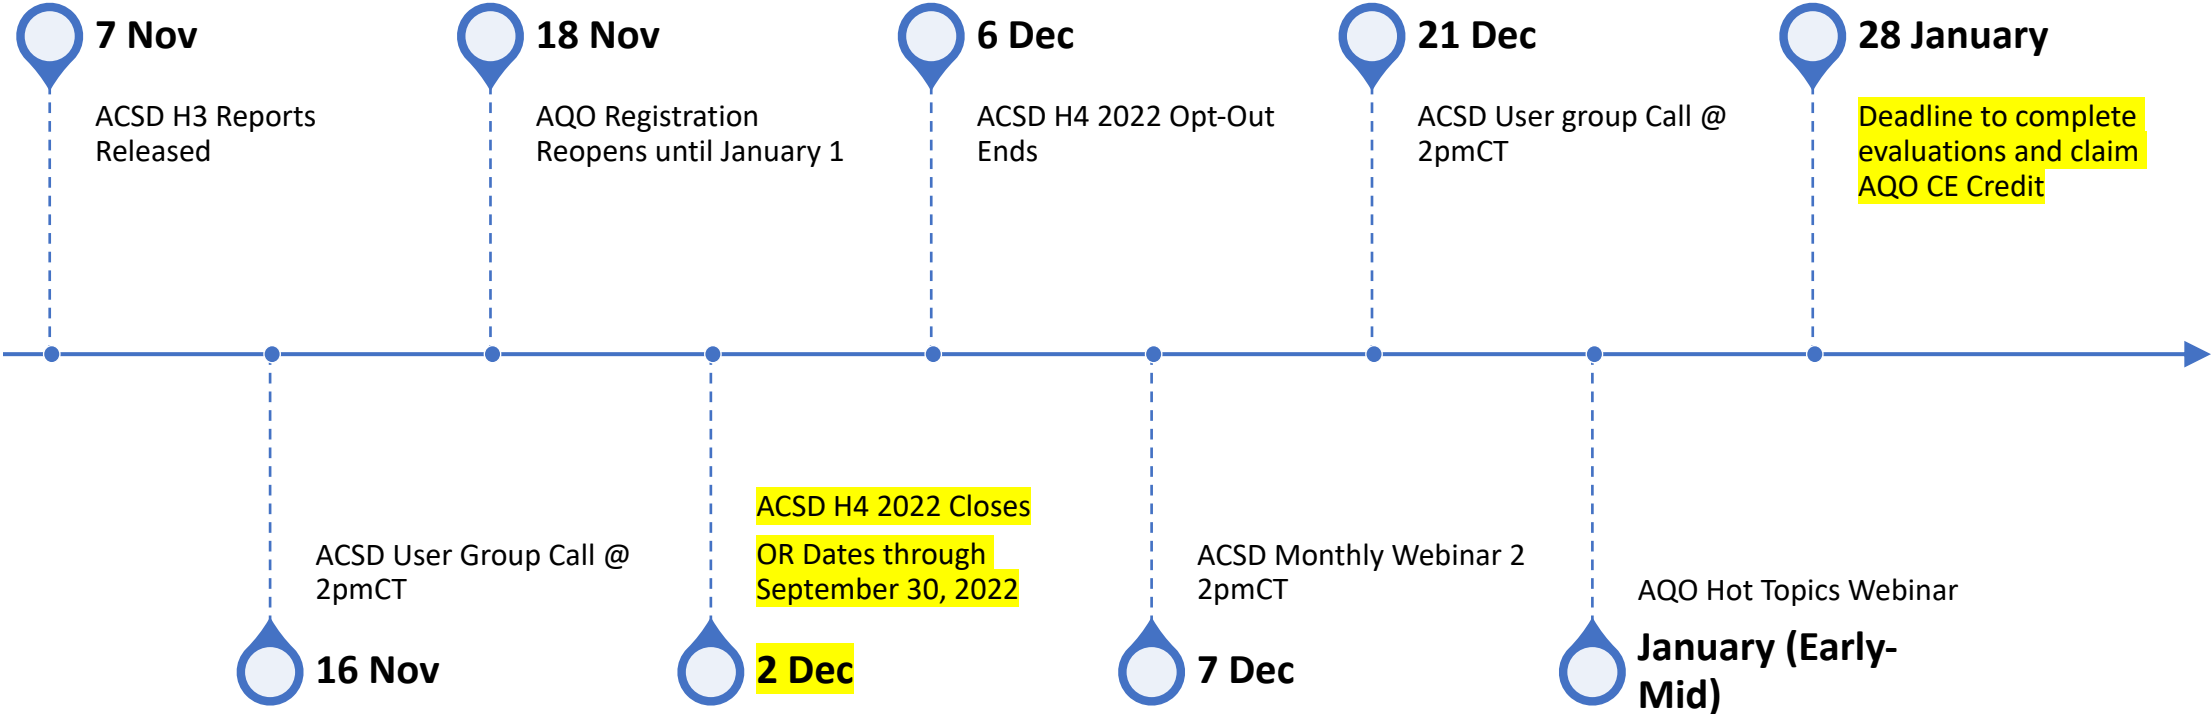 7 Nov
ACSD H3 Reports
Released
18 Nov
AQO Registration
Reopens until January 1
6 Dec
ACSD H4 2022 Opt-Out
Ends
21 Dec
ACSD User group Call @
2pmCT
28 January
Deadline to complete
evaluations and claim
AQO CE Credit
ACSD User Group Call @
2pmCT
16 Nov
ACSD H4 2022 Closes
OR Dates through
September 30, 2022
2 Dec
ACSD Monthly Webinar 2
2pmCT
7 Dec
AQO Hot Topics Webinar
January (Early-
Mid)